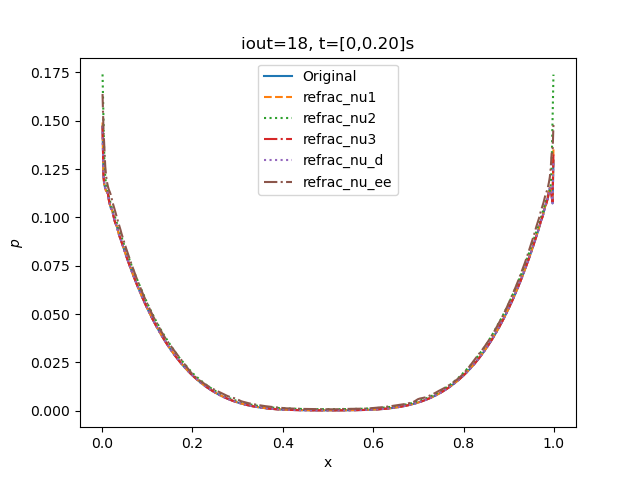 iout=18, t=[0,0.20]s
0.175
0.150
0.125
0.100
0.075
0.050
0.025
0.000
p
Original
refrac_nu1
refrac_nu2
refrac_nu3
refrac_nu_d
refrac_nu_ee
0.0 0.2 0.4 0.6 0.8 1.0
x